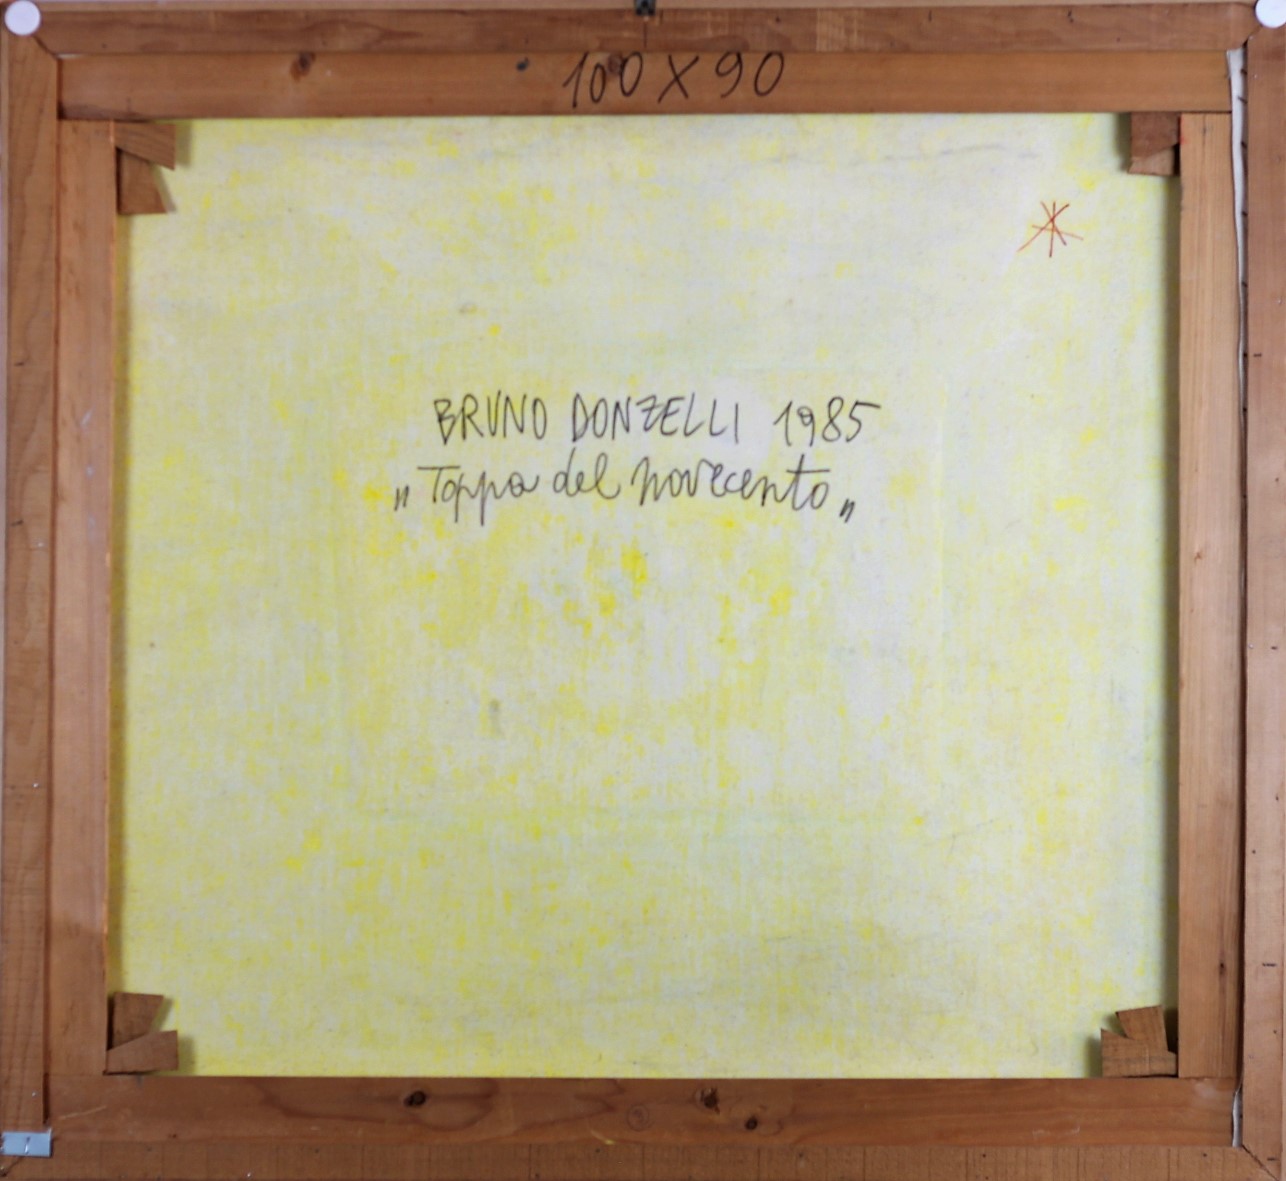 100 X 90
BRUNO DONZELLI 1985
„Toppa del novecento„